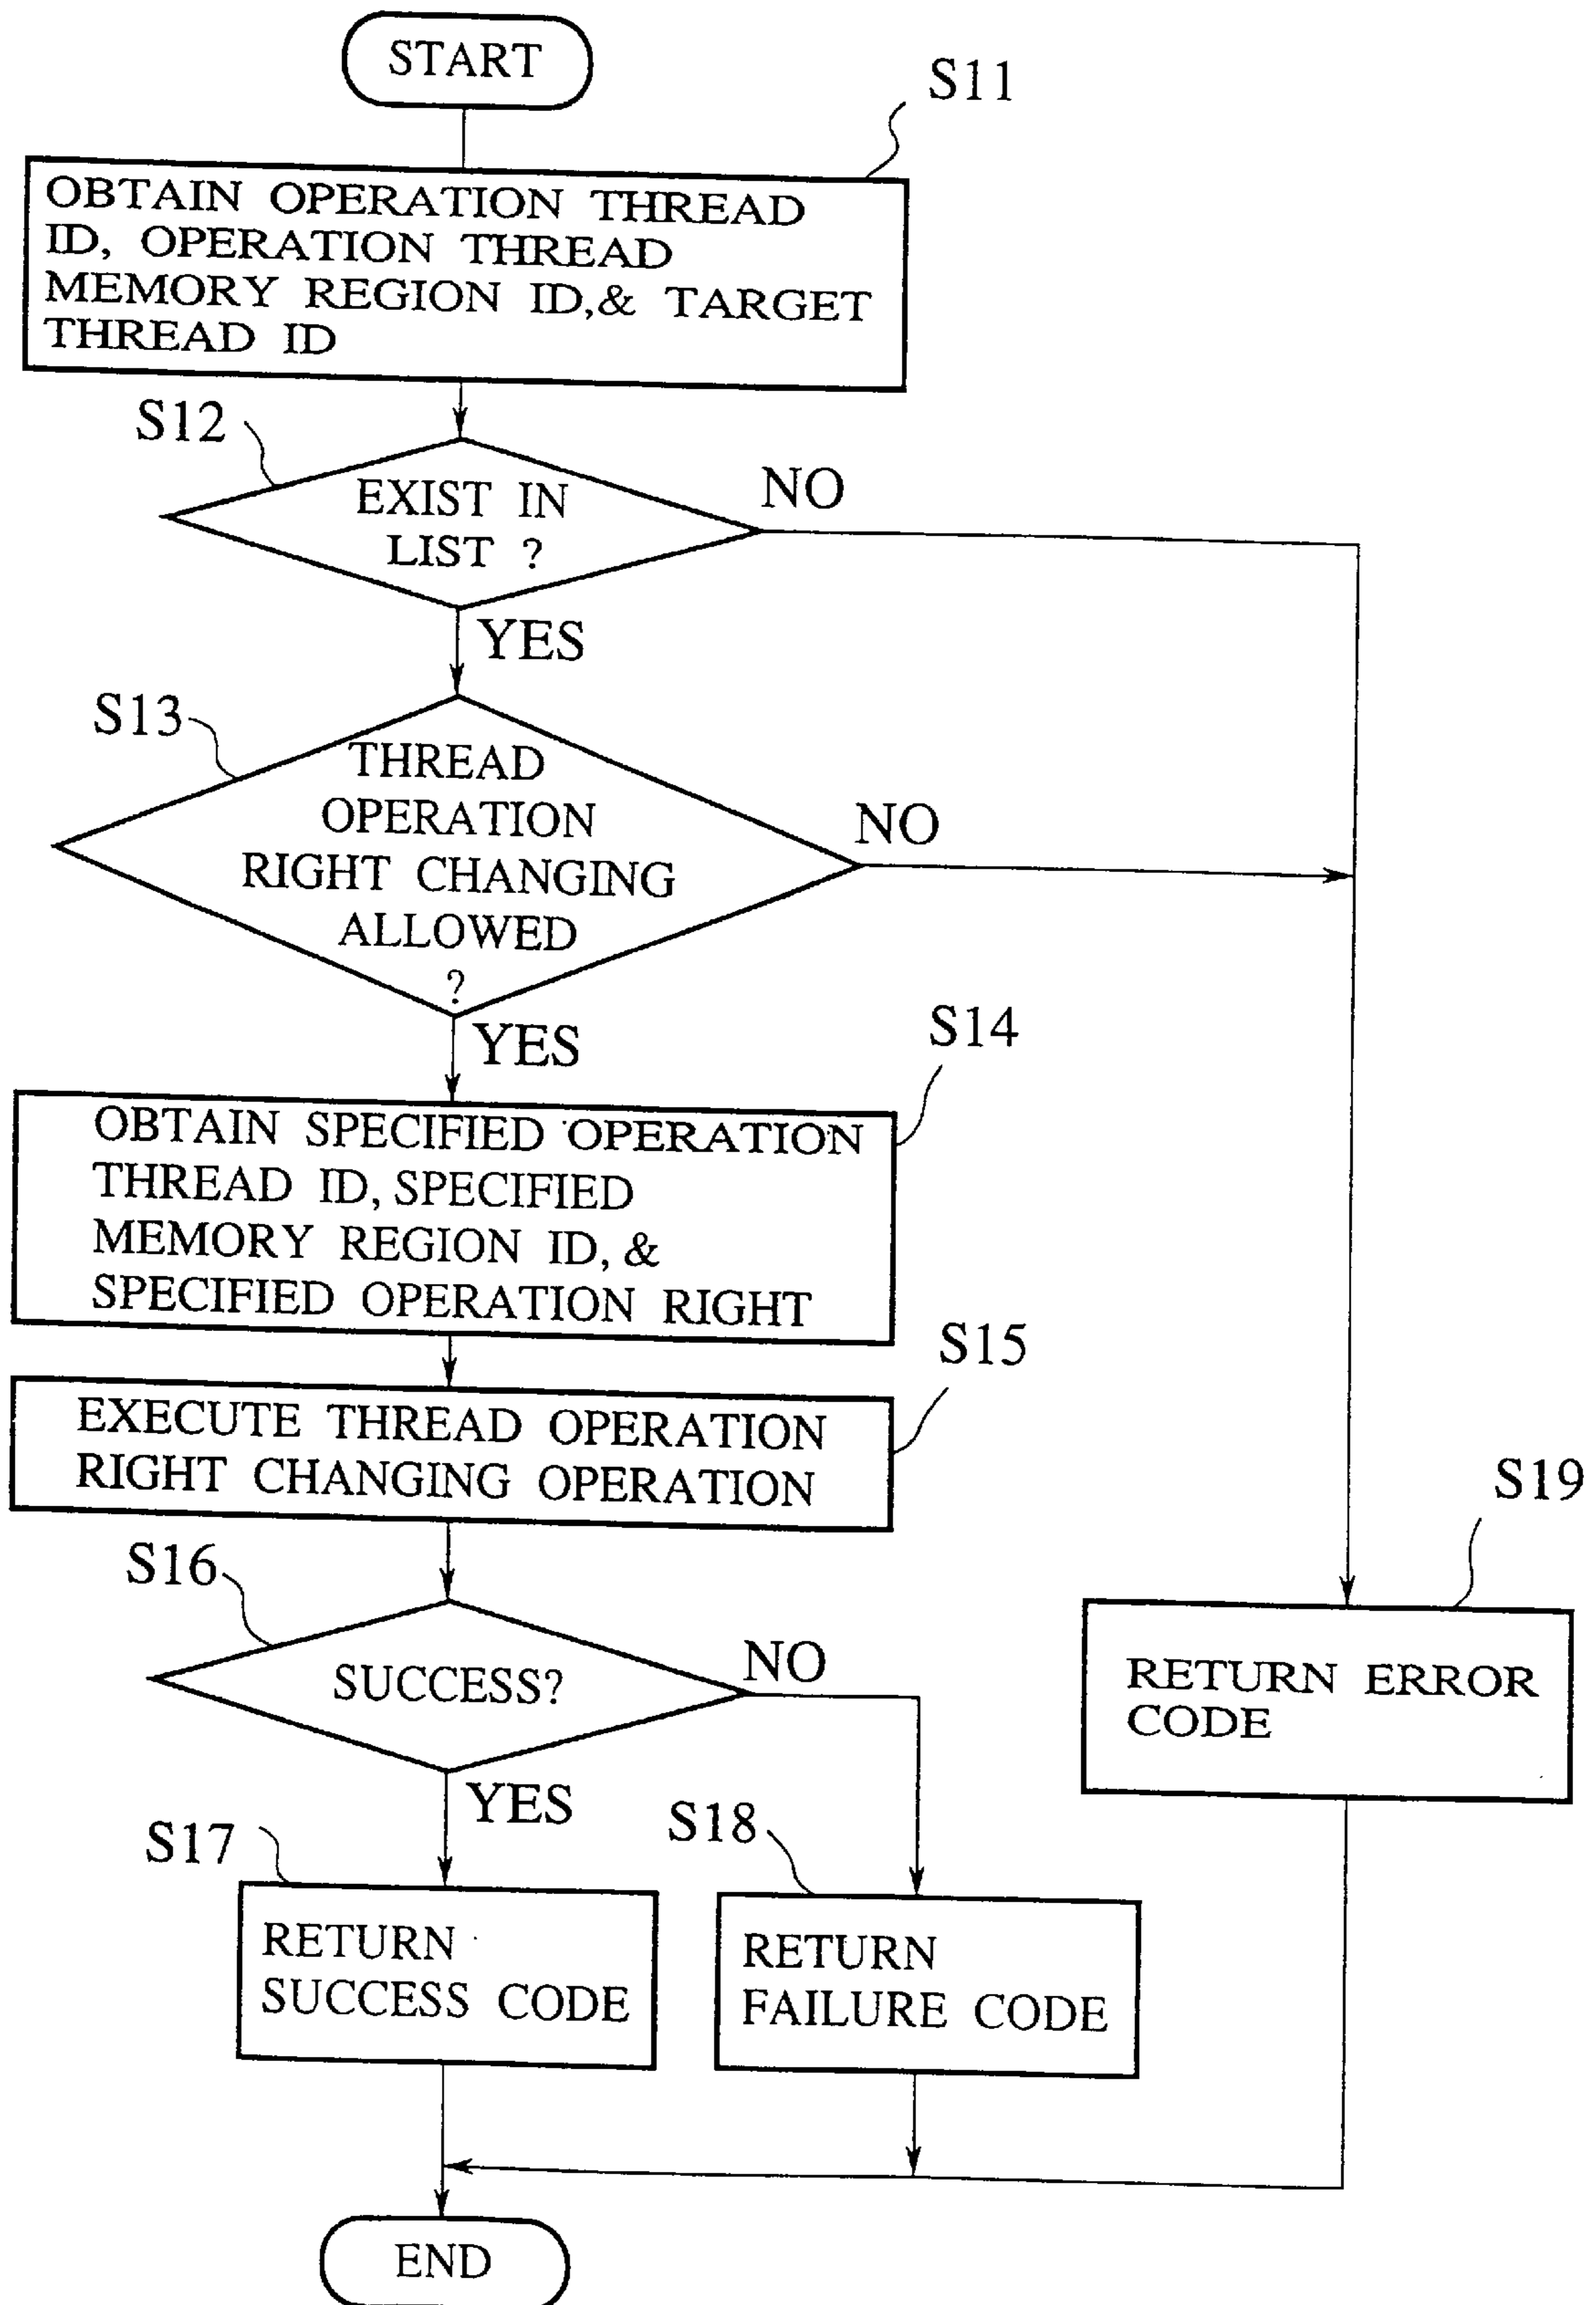 START
S11
OBTAIN OPERATION THREAD
ID, OPERATION THREAD
MEMORY REGION ID,& TARGET
THREAD ID
S12
EXIST IN
LIST ?
NO
YES
S13
THREAD
OPERATION
RIGHT CHANGING
ALLOWED
?
NO
YES
S14
OBTAIN SPECIFIED OPERATION
THREAD ID, SPECIFIED
MEMORY REGION ID, &
SPECIFIED OPERATION RIGHT
S15
EXECUTE THREAD OPERATION
RIGHT CHANGING OPERATION
S16
SUCCESS?
NO
YES
S17
RETURN
SUCCESS CODE
S18
RETURN
FAILURE CODE
S19
RETURN ERROR
CODE
END